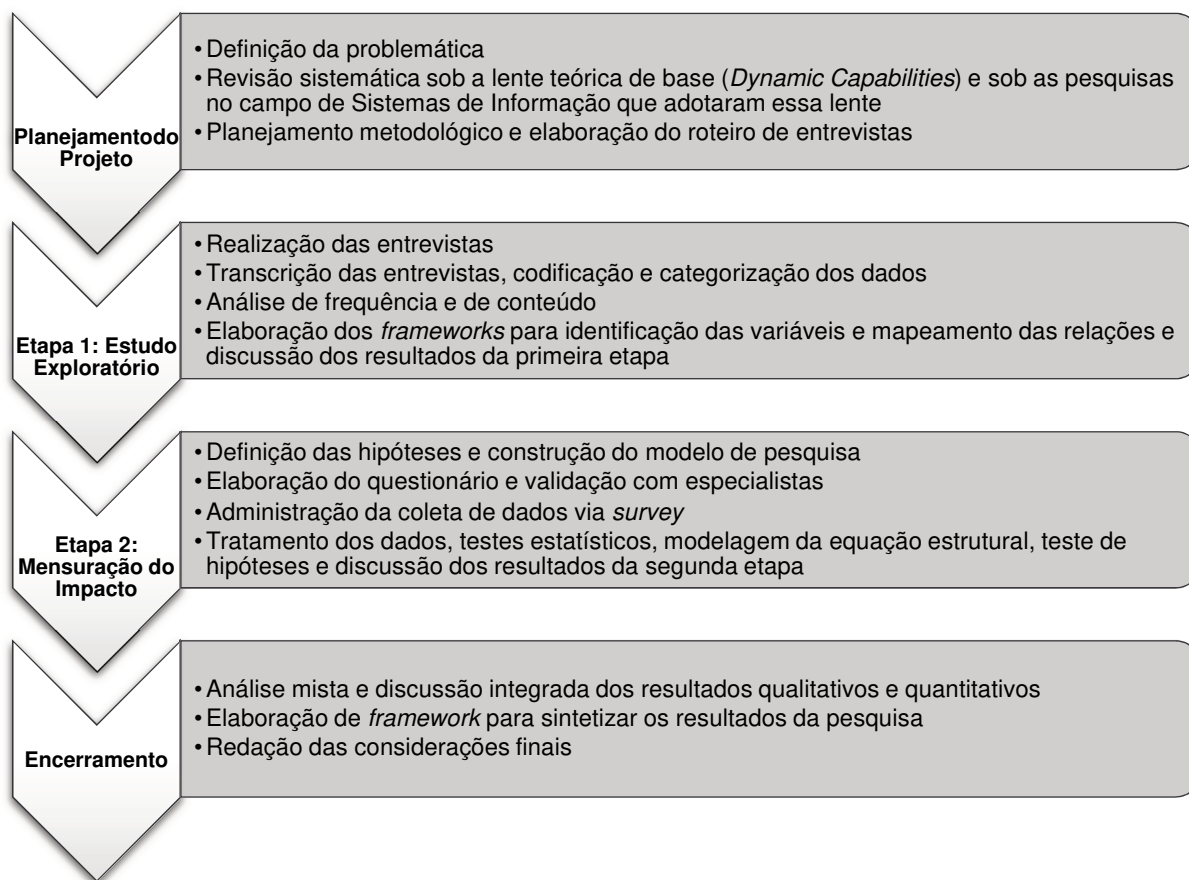 Planejamentodo
Projeto
• Definição da problemática
• Revisão sistemática sob a lente teórica de base (Dynamic Capabilities) e sob as pesquisas
no campo de Sistemas de Informação que adotaram essa lente
• Planejamento metodológico e elaboração do roteiro de entrevistas
Etapa 1: Estudo
Exploratório
• Realização das entrevistas
• Transcrição das entrevistas, codificação e categorização dos dados
• Análise de frequência e de conteúdo
• Elaboração dos frameworks para identificação das variáveis e mapeamento das relações e
discussão dos resultados da primeira etapa
Etapa 2:
Mensuração do
Impacto
• Definição das hipóteses e construção do modelo de pesquisa
• Elaboração do questionário e validação com especialistas
• Administração da coleta de dados via survey
• Tratamento dos dados, testes estatísticos, modelagem da equação estrutural, teste de
hipóteses e discussão dos resultados da segunda etapa
Encerramento
• Análise mista e discussão integrada dos resultados qualitativos e quantitativos
• Elaboração de framework para sintetizar os resultados da pesquisa
• Redação das considerações finais